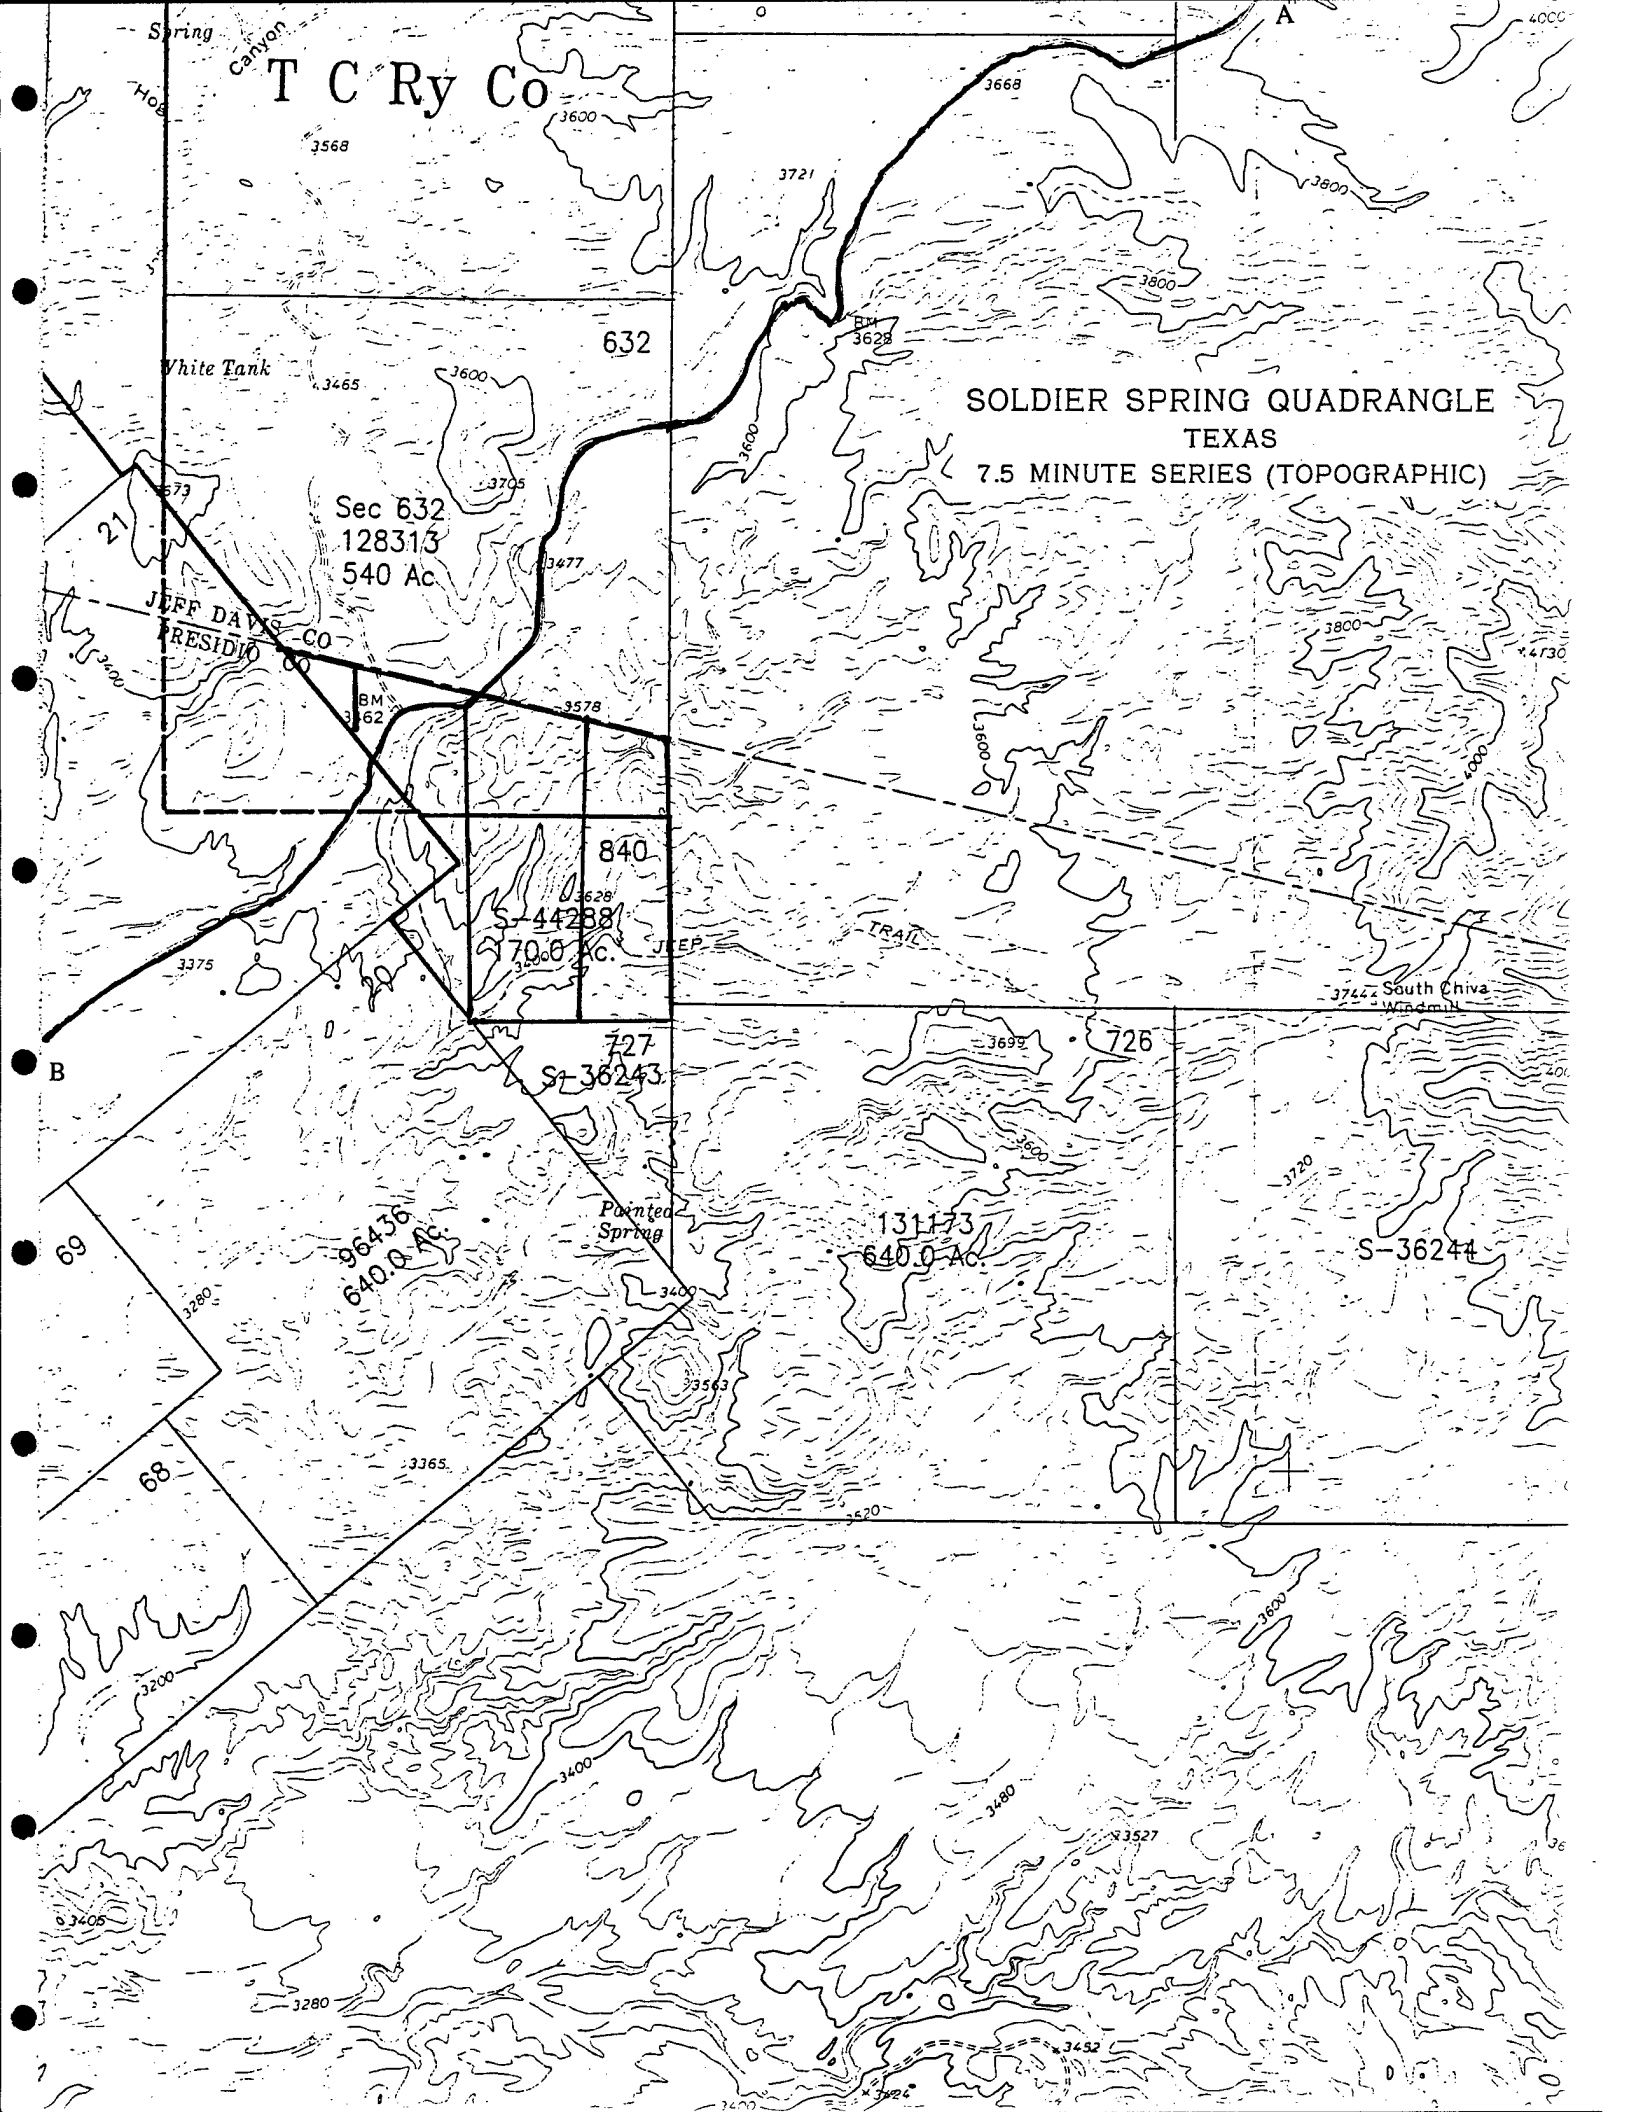 A
4000
Spring
Canyon
Hog
T C Ry Co
3668
3600
3568
3721
3800
3800
632
BM
3628
White Tank
3465
3600
SOLDIER SPRING QUADRANGLE
TEXAS
7.5 MINUTE SERIES (TOPOGRAPHIC)
3600
3705
21
Sec 632
128313
540 Ac
3477
JEFF DAVIS CO
PRESIDIO CO
3800
4130
3400
BM
3578
3600
4000
840
3628
S-44288
170.0 Ac.
JEEP
TRAIL
3375
20
3744
South Chiva
Windmill
727
3699
726
B
S-36243
3600
3720
Painted
Spring
96436
640.0 Ac.
131173
640.0 Ac.
S-36244
69
3280
3400
3563
68
3365
3520
3600
3200
3400
3480
3527
3405
3280
3452
3400